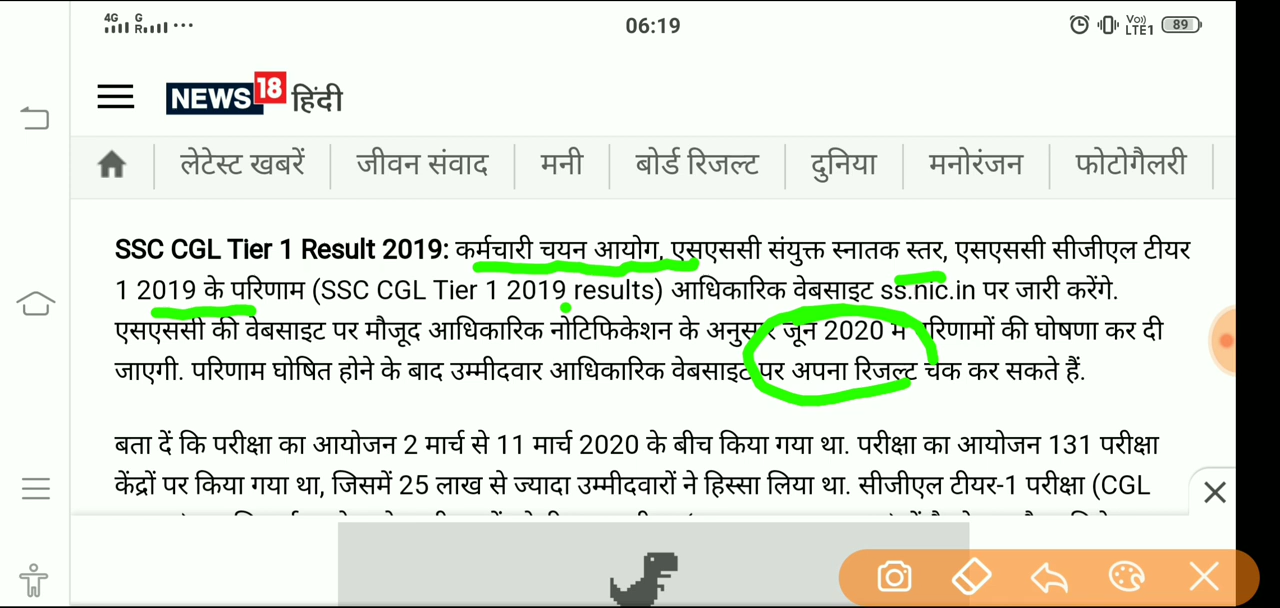 4G G R 06:19 Vo)) LTE1 89
NEWS 18 हिंदी
लेटेस्ट खबरें जीवन संवाद मनी बोर्ड रिजल्ट दुनिया मनोरंजन फोटोगैलरी
SSC CGL Tier 1 Result 2019: कर्मचारी चयन आयोग, एसएससी संयुक्त स्नातक स्तर, एसएससी सीजीएल टीयर
1 2019 के परिणाम (SSC CGL Tier 1 2019 results) आधिकारिक वेबसाइट ss.nic.in पर जारी करेंगे.
एसएससी की वेबसाइट पर मौजूद आधिकारिक नोटिफिकेशन के अनुसार जून 2020 में परिणामों की घोषणा कर दी
जाएगी. परिणाम घोषित होने के बाद उम्मीदवार आधिकारिक वेबसाइट पर अपना रिजल्ट चेक कर सकते हैं.
बता दें कि परीक्षा का आयोजन 2 मार्च से 11 मार्च 2020 के बीच किया गया था. परीक्षा का आयोजन 131 परीक्षा
केंद्रों पर किया गया था, जिसमें 25 लाख से ज्यादा उम्मीदवारों ने हिस्सा लिया था. सीजीएल टीयर-1 परीक्षा (CGL